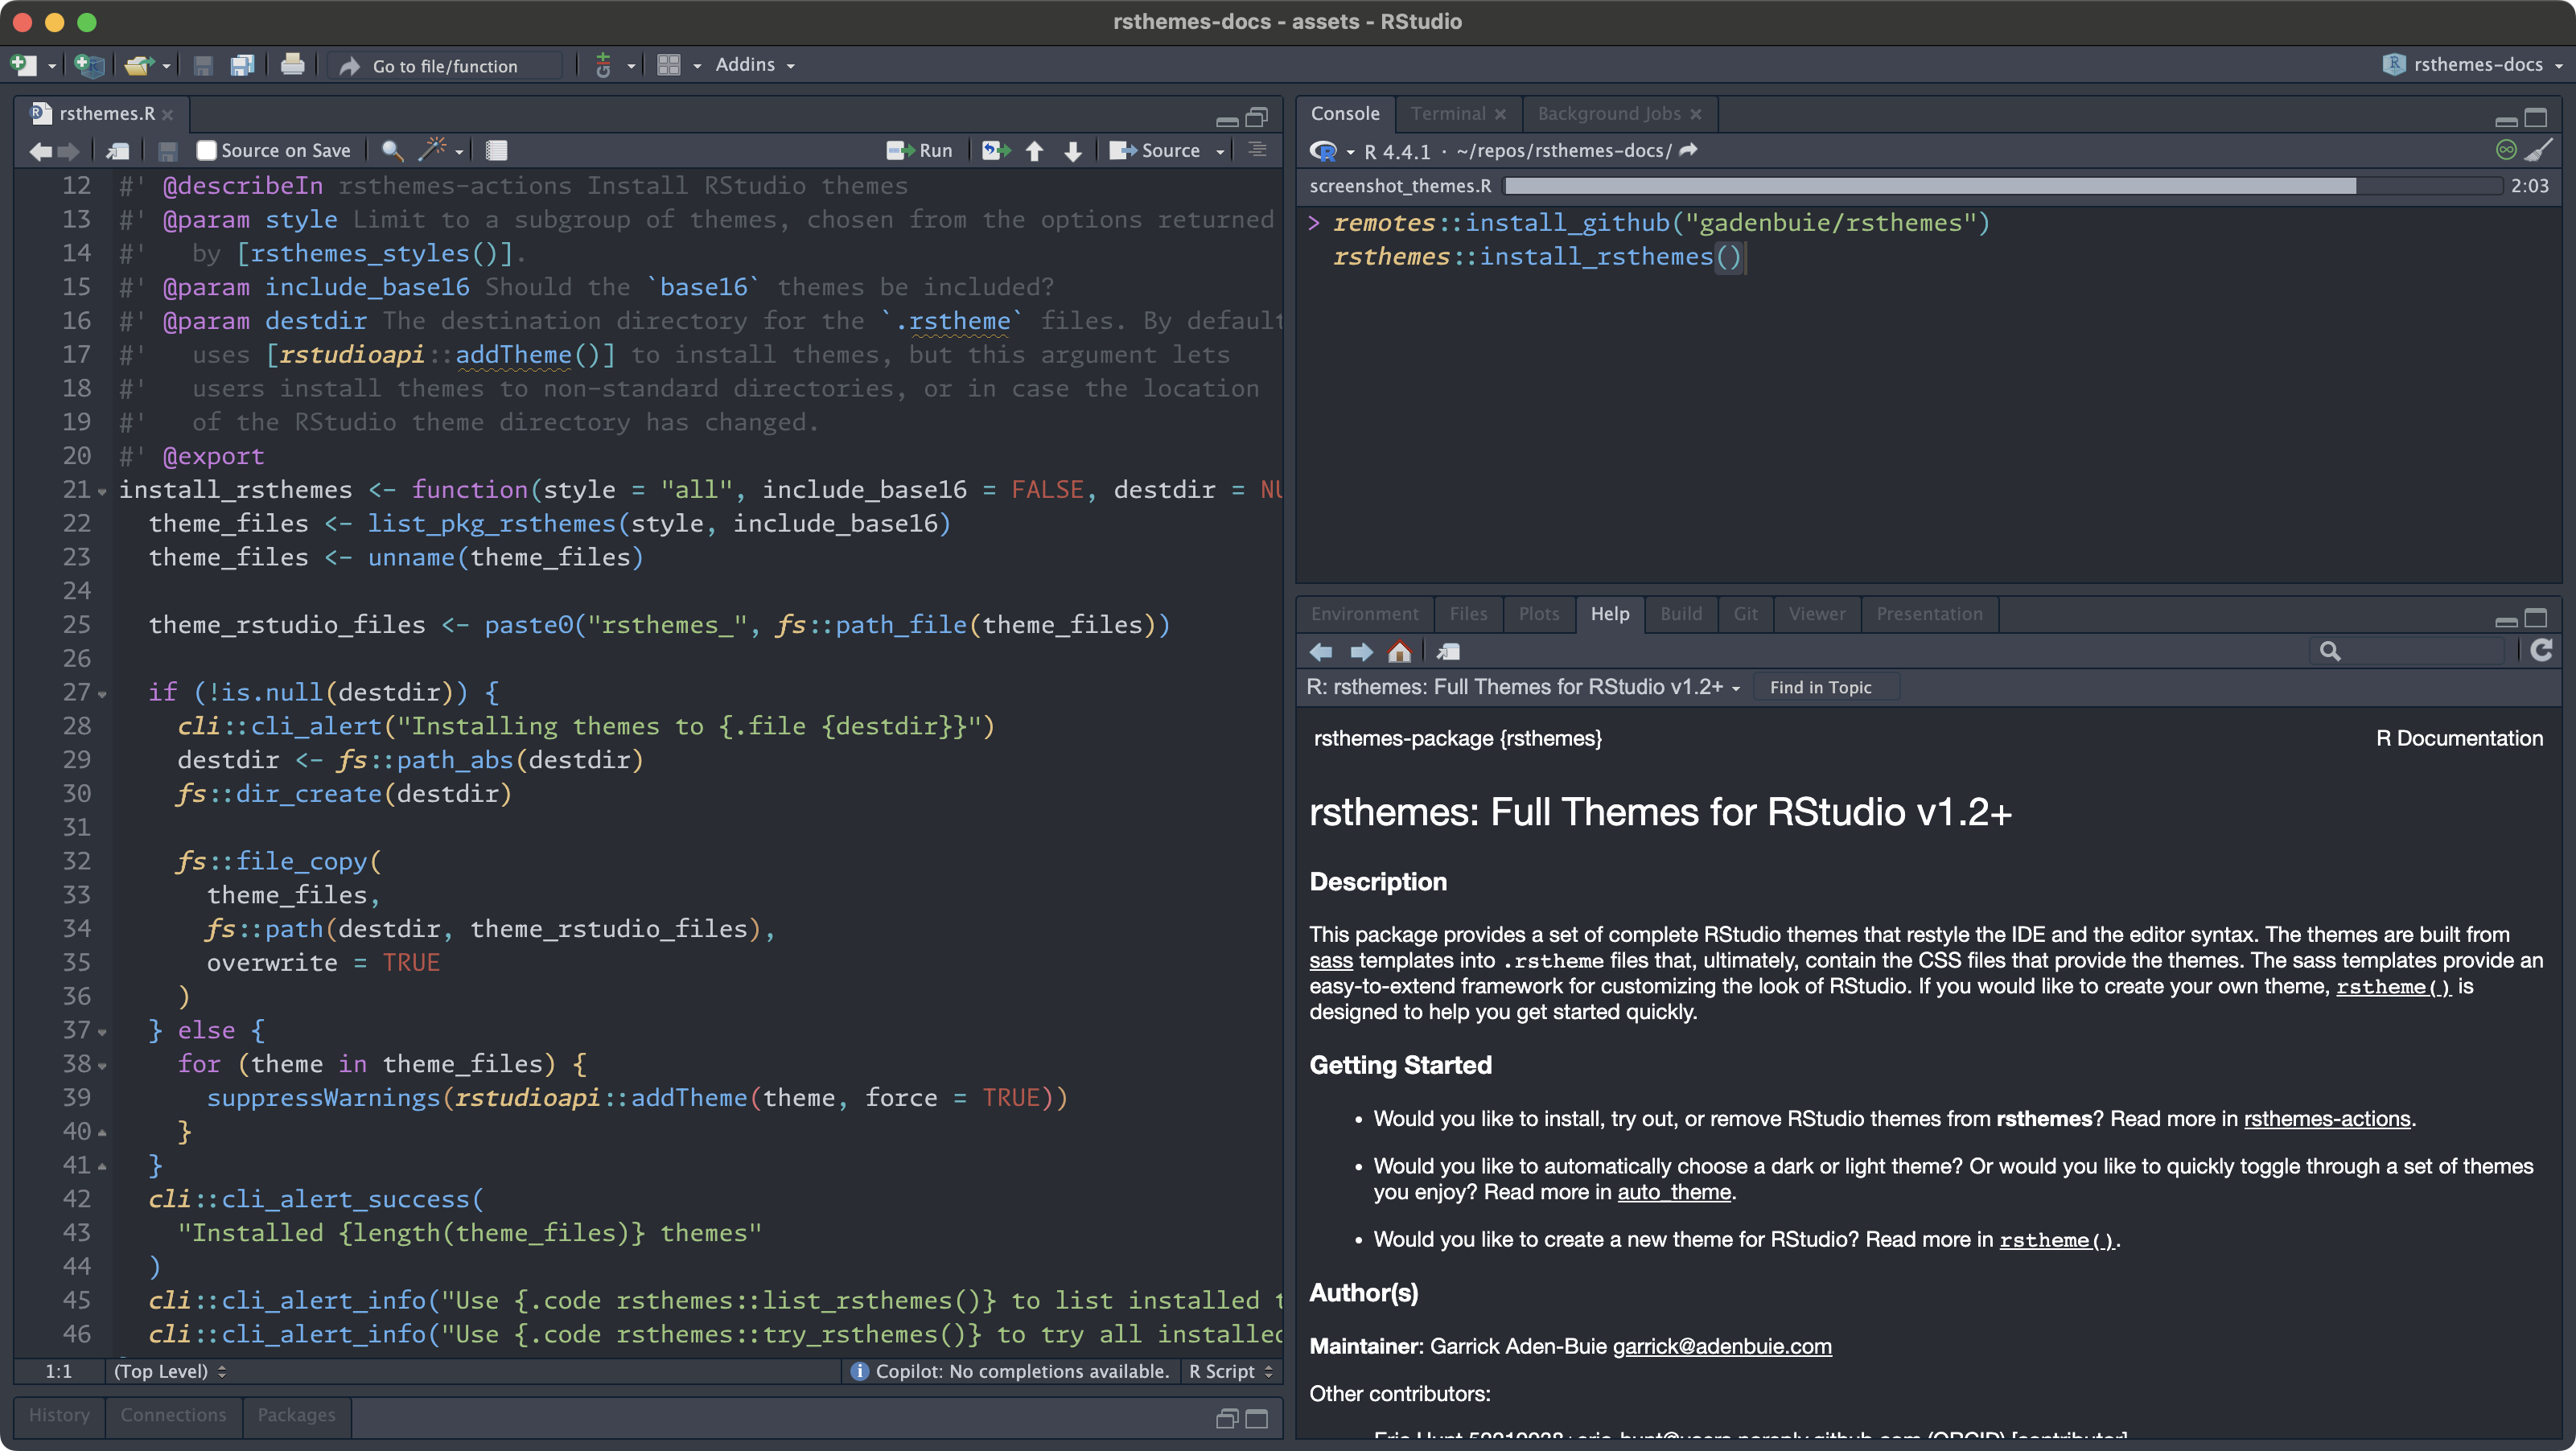 rsthemes-docs - assets - RStudio
Go to file/function
Addins
rsthemes-docs
rsthemes.R
Source on Save
Run
Source
12 #' @describeIn rsthemes-actions Install RStudio themes
13 #' @param style Limit to a subgroup of themes, chosen from the options returned
14 #'   by [rsthemes_styles()].
15 #' @param include_base16 Should the `base16` themes be included?
16 #' @param destdir The destination directory for the `.rstheme` files. By default
17 #'   uses [rstudioapi::addTheme()] to install themes, but this argument lets
18 #'   users install themes to non-standard directories, or in case the location
19 #'   of the RStudio theme directory has changed.
20 #' @export
21 install_rsthemes <- function(style = "all", include_base16 = FALSE, destdir = NU
22   theme_files <- list_pkg_rsthemes(style, include_base16)
23   theme_files <- unname(theme_files)
24
25   theme_rstudio_files <- paste0("rsthemes_", fs::path_file(theme_files))
26
27   if (!is.null(destdir)) {
28     cli::cli_alert("Installing themes to {.file {destdir}}")
29     destdir <- fs::path_abs(destdir)
30     fs::dir_create(destdir)
31
32     fs::file_copy(
33       theme_files,
34       fs::path(destdir, theme_rstudio_files),
35       overwrite = TRUE
36     )
37   } else {
38     for (theme in theme_files) {
39       suppressWarnings(rstudioapi::addTheme(theme, force = TRUE))
40     }
41   }
42   cli::cli_alert_success(
43     "Installed {length(theme_files)} themes"
44   )
45   cli::cli_alert_info("Use {.code rsthemes::list_rsthemes()} to list installed t
46   cli::cli_alert_info("Use {.code rsthemes::try_rsthemes()} to try all installed
1:1 (Top Level) Copilot: No completions available. R Script
History Connections Packages
Console Terminal Background Jobs
R 4.4.1 · ~/repos/rsthemes-docs/
screenshot_themes.R 2:03
> remotes::install_github("gadenbuie/rsthemes")
rsthemes::install_rsthemes()
Environment Files Plots Help Build Git Viewer Presentation
R: rsthemes: Full Themes for RStudio v1.2+ Find in Topic
rsthemes-package {rsthemes} R Documentation
rsthemes: Full Themes for RStudio v1.2+
Description
This package provides a set of complete RStudio themes that restyle the IDE and the editor syntax. The themes are built from
sass templates into .rstheme files that, ultimately, contain the CSS files that provide the themes. The sass templates provide an
easy-to-extend framework for customizing the look of RStudio. If you would like to create your own theme, rstheme() is
designed to help you get started quickly.
Getting Started
• Would you like to install, try out, or remove RStudio themes from rsthemes? Read more in rsthemes-actions.
• Would you like to automatically choose a dark or light theme? Or would you like to quickly toggle through a set of themes
you enjoy? Read more in auto_theme.
• Would you like to create a new theme for RStudio? Read more in rstheme().
Author(s)
Maintainer: Garrick Aden-Buie garrick@adenbuie.com
Other contributors: